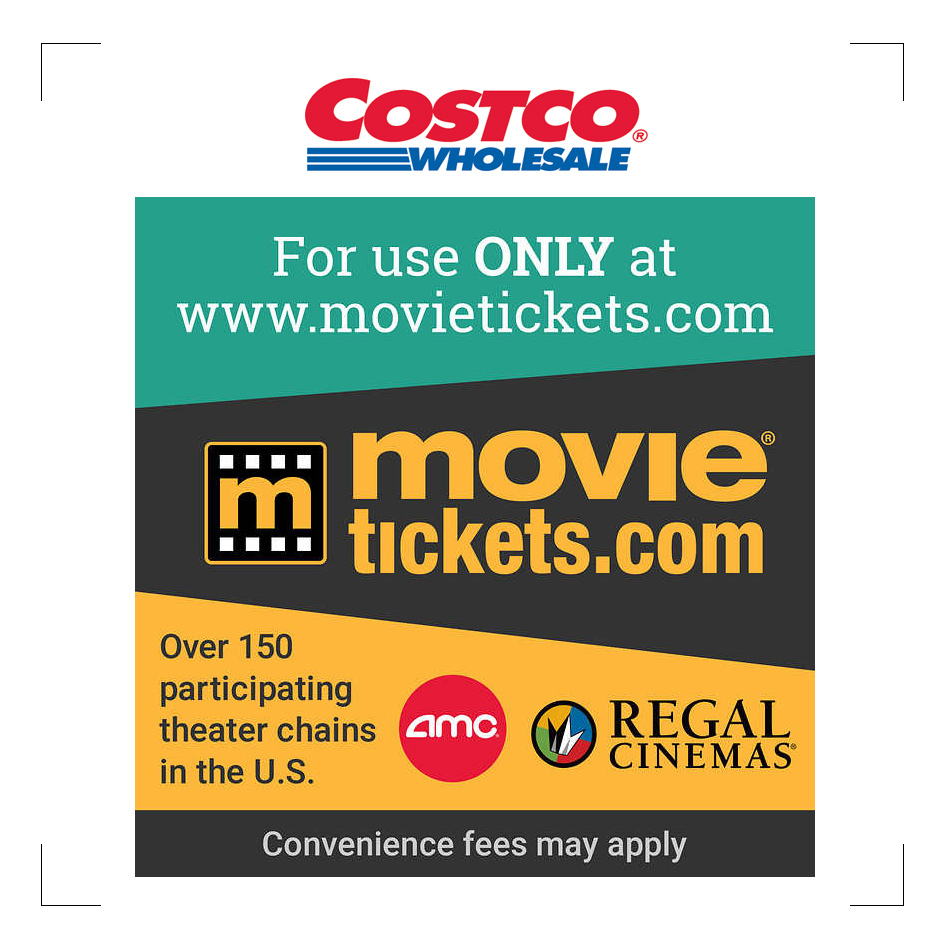 COSTCO®
WHOLESALE
For use ONLY at
www.movietickets.com
m
movie®
tickets.com
Over 150
participating
theater chains
in the U.S.
amc
REGAL
CINEMAS®
Convenience fees may apply